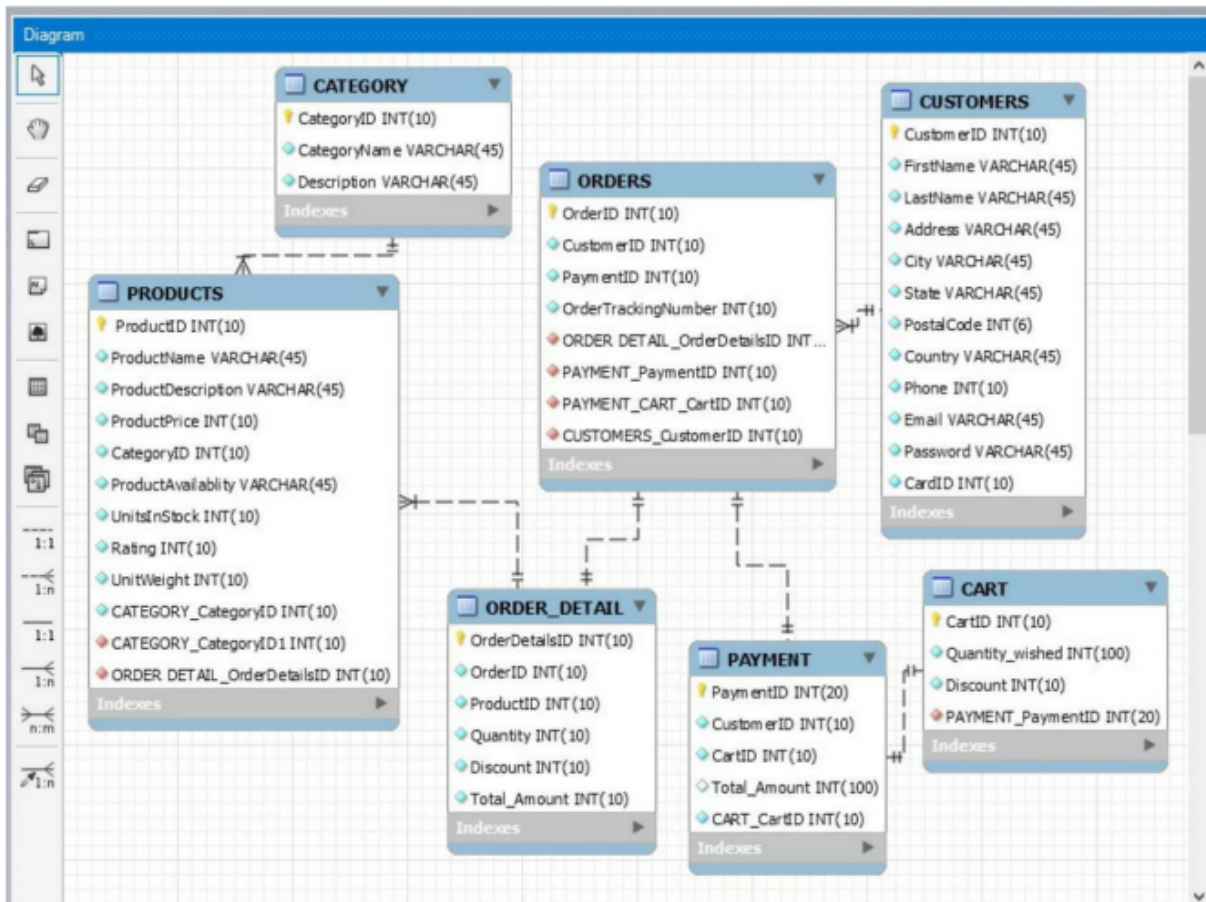 Diagram
CATEGORY
CategoryID INT(10)
CategoryName VARCHAR(45)
Description VARCHAR(45)
Indexes
CUSTOMERS
CustomerID INT(10)
FirstName VARCHAR(45)
LastName VARCHAR(45)
Address VARCHAR(45)
City VARCHAR(45)
State VARCHAR(45)
PostalCode INT(6)
Country VARCHAR(45)
Phone INT(10)
Email VARCHAR(45)
Password VARCHAR(45)
CardID INT(10)
Indexes
ORDERS
OrderID INT(10)
CustomerID INT(10)
PaymentID INT(10)
OrderTrackingNumber INT(10)
ORDER DETAIL_OrderDetailsID INT...
PAYMENT_PaymentID INT(10)
PAYMENT_CART_CartID INT(10)
CUSTOMERS_CustomerID INT(10)
Indexes
PRODUCTS
ProductID INT(10)
ProductName VARCHAR(45)
ProductDescription VARCHAR(45)
ProductPrice INT(10)
CategoryID INT(10)
ProductAvailablity VARCHAR(45)
UnitsInStock INT(10)
Rating INT(10)
UnitWeight INT(10)
CATEGORY_CategoryID INT(10)
CATEGORY_CategoryID1 INT(10)
ORDER DETAIL_OrderDetailsID INT(10)
Indexes
ORDER_DETAIL
OrderDetailsID INT(10)
OrderID INT(10)
ProductID INT(10)
Quantity INT(10)
Discount INT(10)
Total_Amount INT(10)
Indexes
PAYMENT
PaymentID INT(20)
CustomerID INT(10)
CartID INT(10)
Total_Amount INT(100)
CART_CartID INT(10)
Indexes
CART
CartID INT(10)
Quantity_wished INT(100)
Discount INT(10)
PAYMENT_PaymentID INT(20)
Indexes
1:1
1:n
1:1
1:n
n:m
1:n